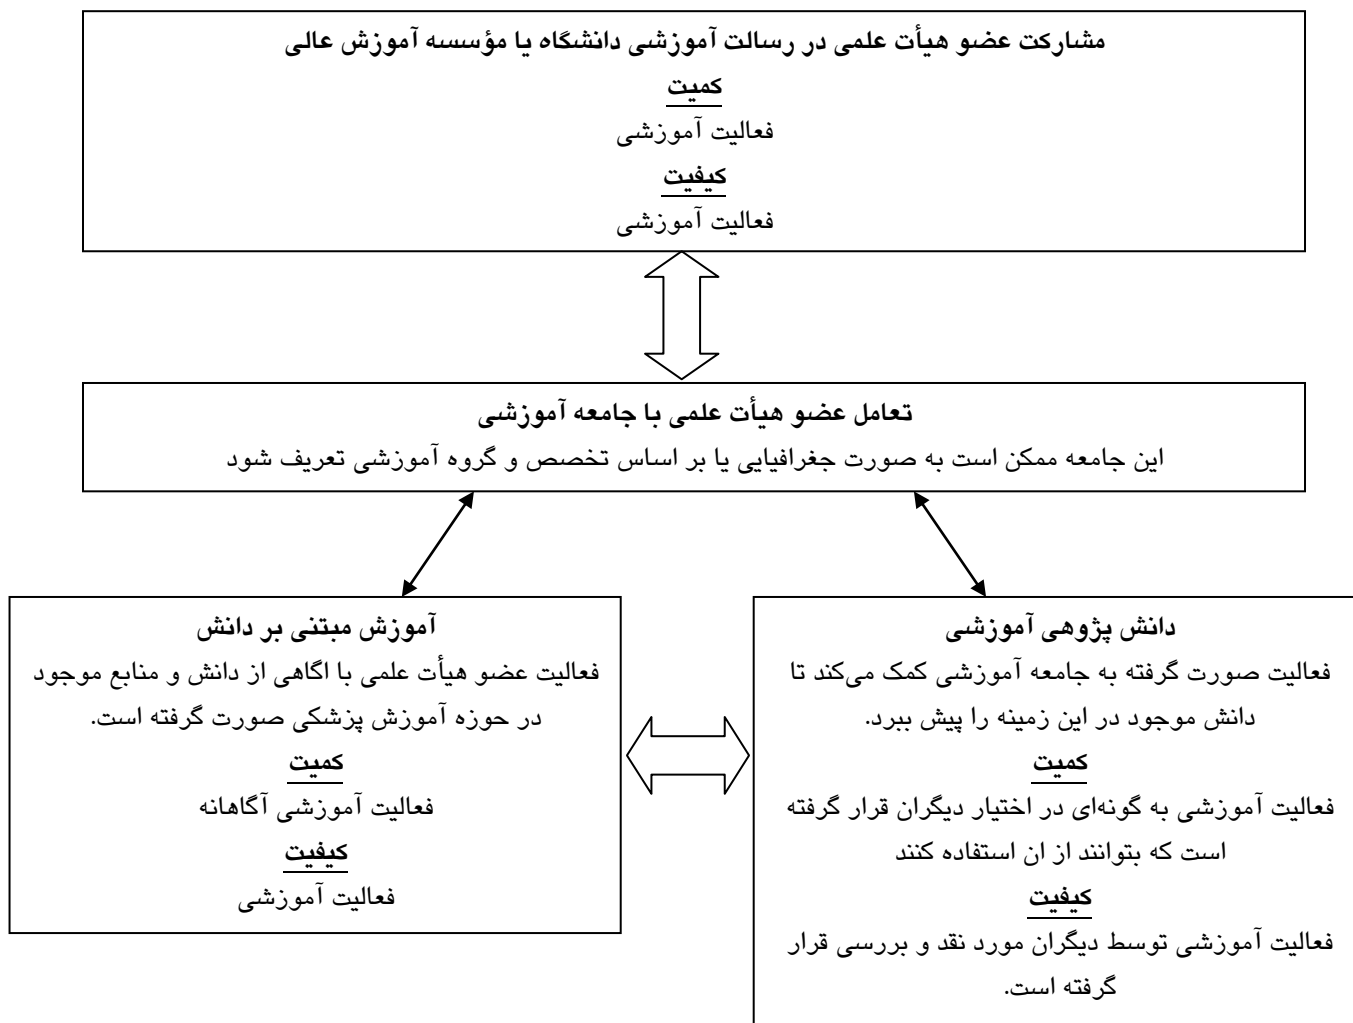 مشارکت عضو هیأت علمی در رسالت آموزشی دانشگاه یا مؤسسه آموزش عالی
کمیت
فعالیت آموزشی
کیفیت
فعالیت آموزشی
تعامل عضو هیأت علمی با جامعه آموزشی
این جامعه ممکن است به صورت جغرافیایی یا بر اساس تخصص و گروه آموزشی تعریف شود
دانش پژوهی آموزشی
فعالیت صورت گرفته به جامعه آموزشی کمک می‌کند تا
دانش موجود در این زمینه را پیش ببرد.
کمیت
فعالیت آموزشی به گونه‌ای در اختیار دیگران قرار گرفته
است که بتوانند از ان استفاده کنند
کیفیت
فعالیت آموزشی توسط دیگران مورد نقد و بررسی قرار
گرفته است.
آموزش مبتنی بر دانش
فعالیت عضو هیأت علمی با اگاهی از دانش و منابع موجود
در حوزه آموزش پزشکی صورت گرفته است.
کمیت
فعالیت آموزشی آگاهانه
کیفیت
فعالیت آموزشی